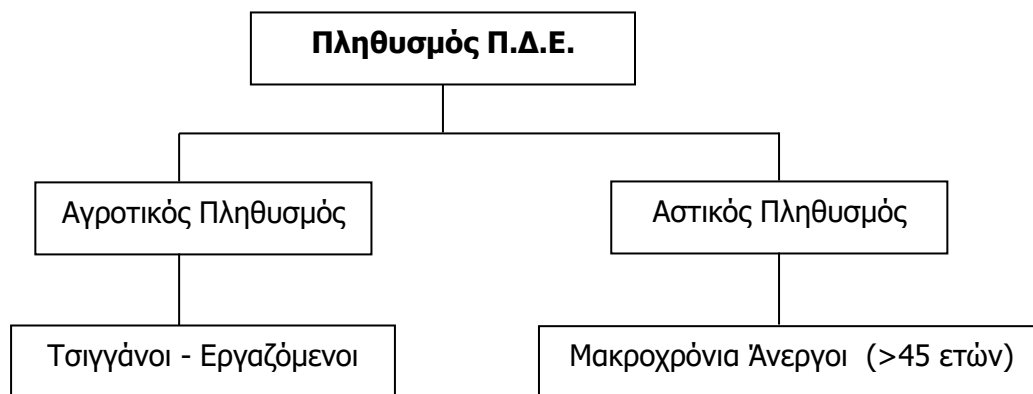 Πληθυσμός Π.Δ.Ε.
Αγροτικός Πληθυσμός
Αστικός Πληθυσμός
Τσιγγάνοι - Εργαζόμενοι
Μακροχρόνια Άνεργοι (>45 ετών)